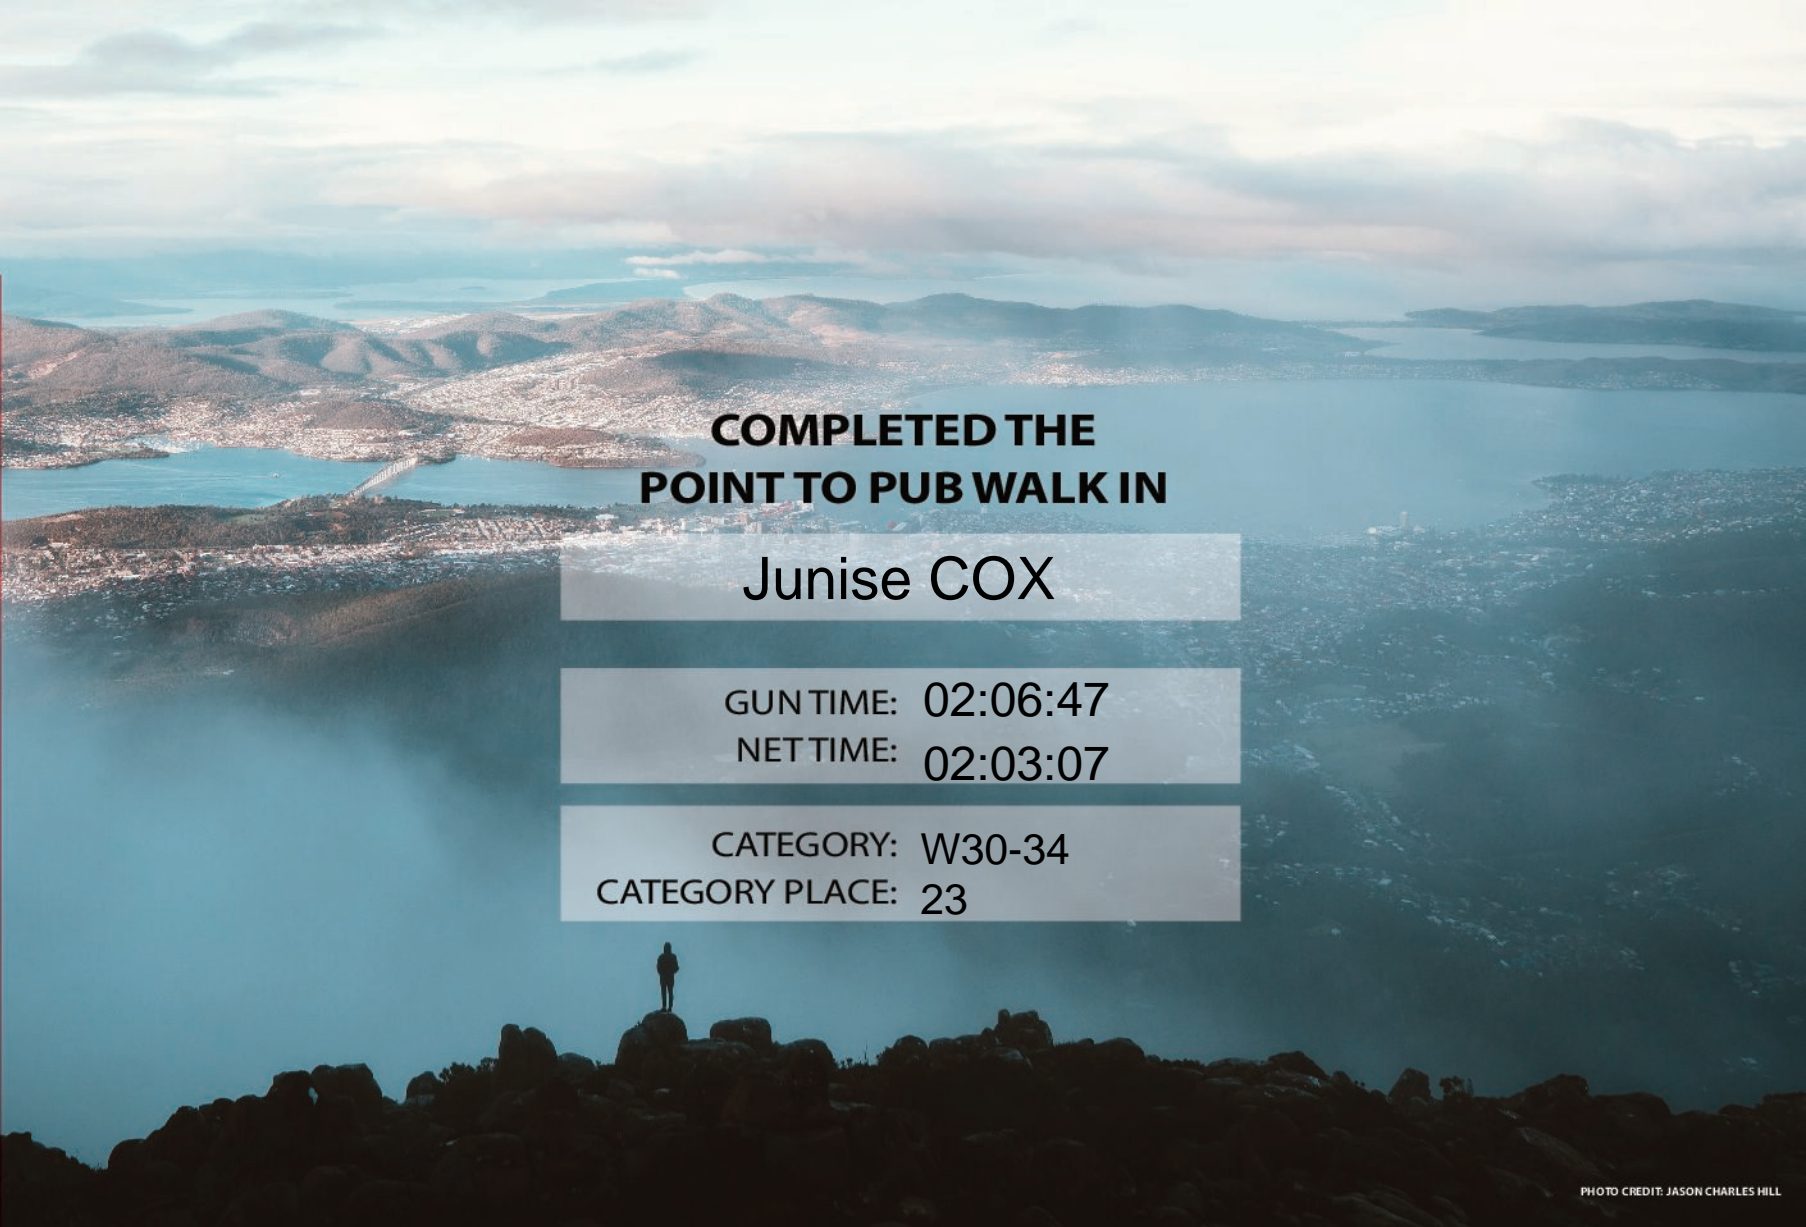 COMPLETED THE
POINT TO PUB WALK IN
Junise COX
GUN TIME: 02:06:47
NET TIME: 02:03:07
CATEGORY: W30-34
CATEGORY PLACE: 23
PHOTO CREDIT: JASON CHARLES HILL